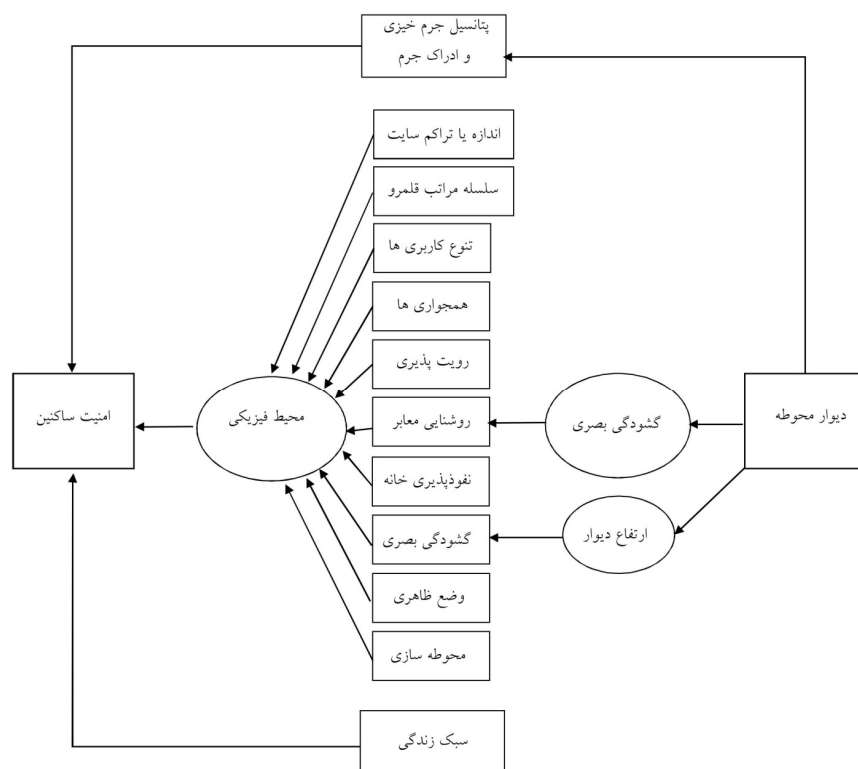 پتانسیل جرم خیزی
و ادراک جرم
اندازه یا تراکم سایت
سلسله مراتب قلمرو
تنوع کاربری ها
همجواری ها
رویت پذیری
روشنایی معابر
نفوذپذیری خانه
گشودگی بصری
وضع ظاهری
محوطه سازی
سبک زندگی
دیوار محوطه
گشودگی بصری
ارتفاع دیوار
محیط فیزیکی
امنیت ساکنین